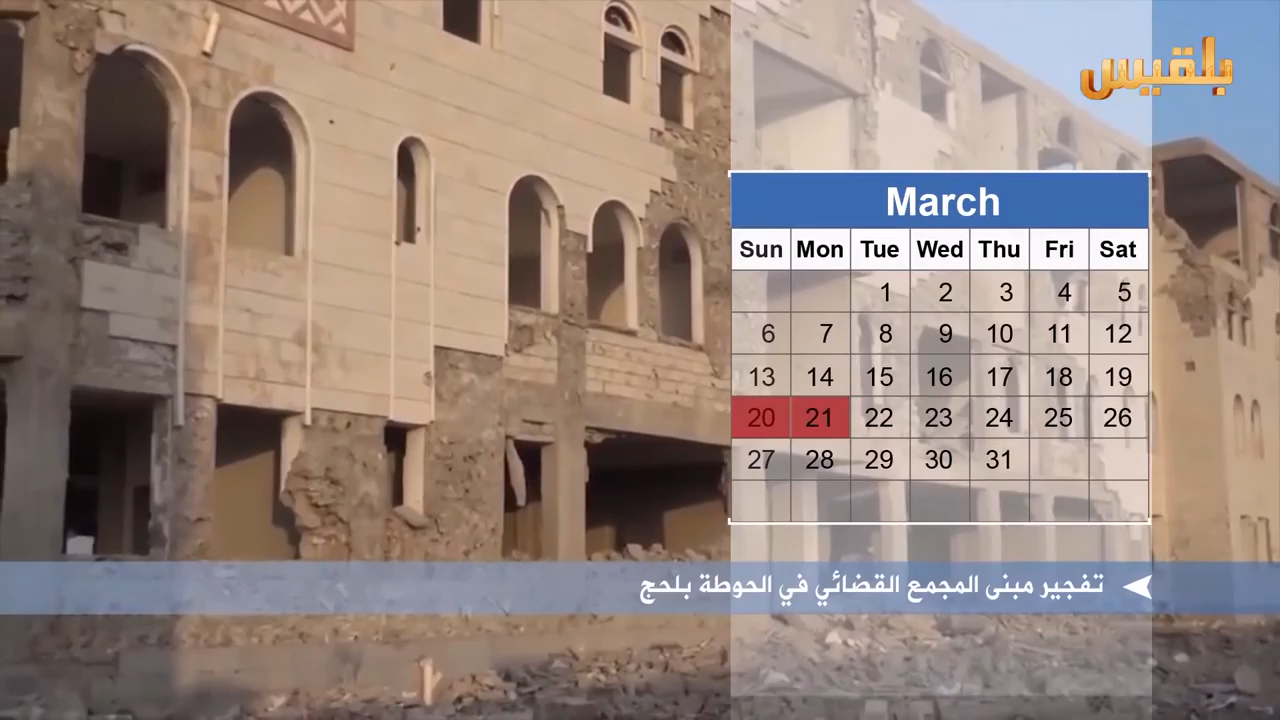 بلقيس
March
Sun Mon Tue Wed Thu Fri Sat
1 2 3 4 5
6 7 8 9 10 11 12
13 14 15 16 17 18 19
20 21 22 23 24 25 26
27 28 29 30 31
تفجير مبنى المجمع القضائي في الحوطة بلحج